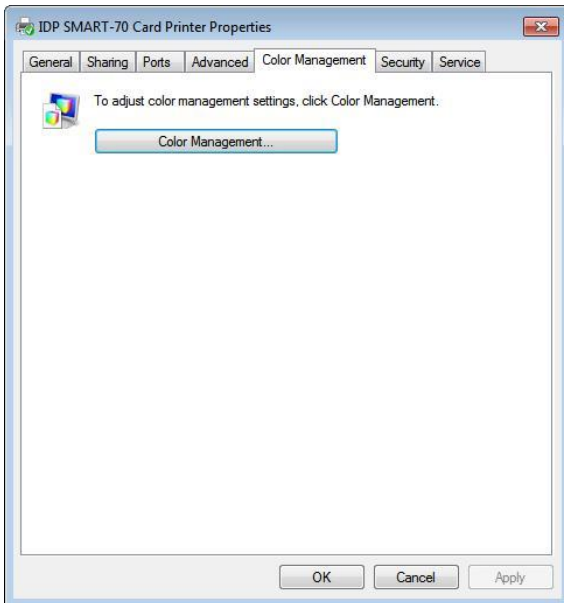 IDP SMART-70 Card Printer Properties
General Sharing Ports Advanced Color Management Security Service
To adjust color management settings, click Color Management.
Color Management...
OK Cancel Apply